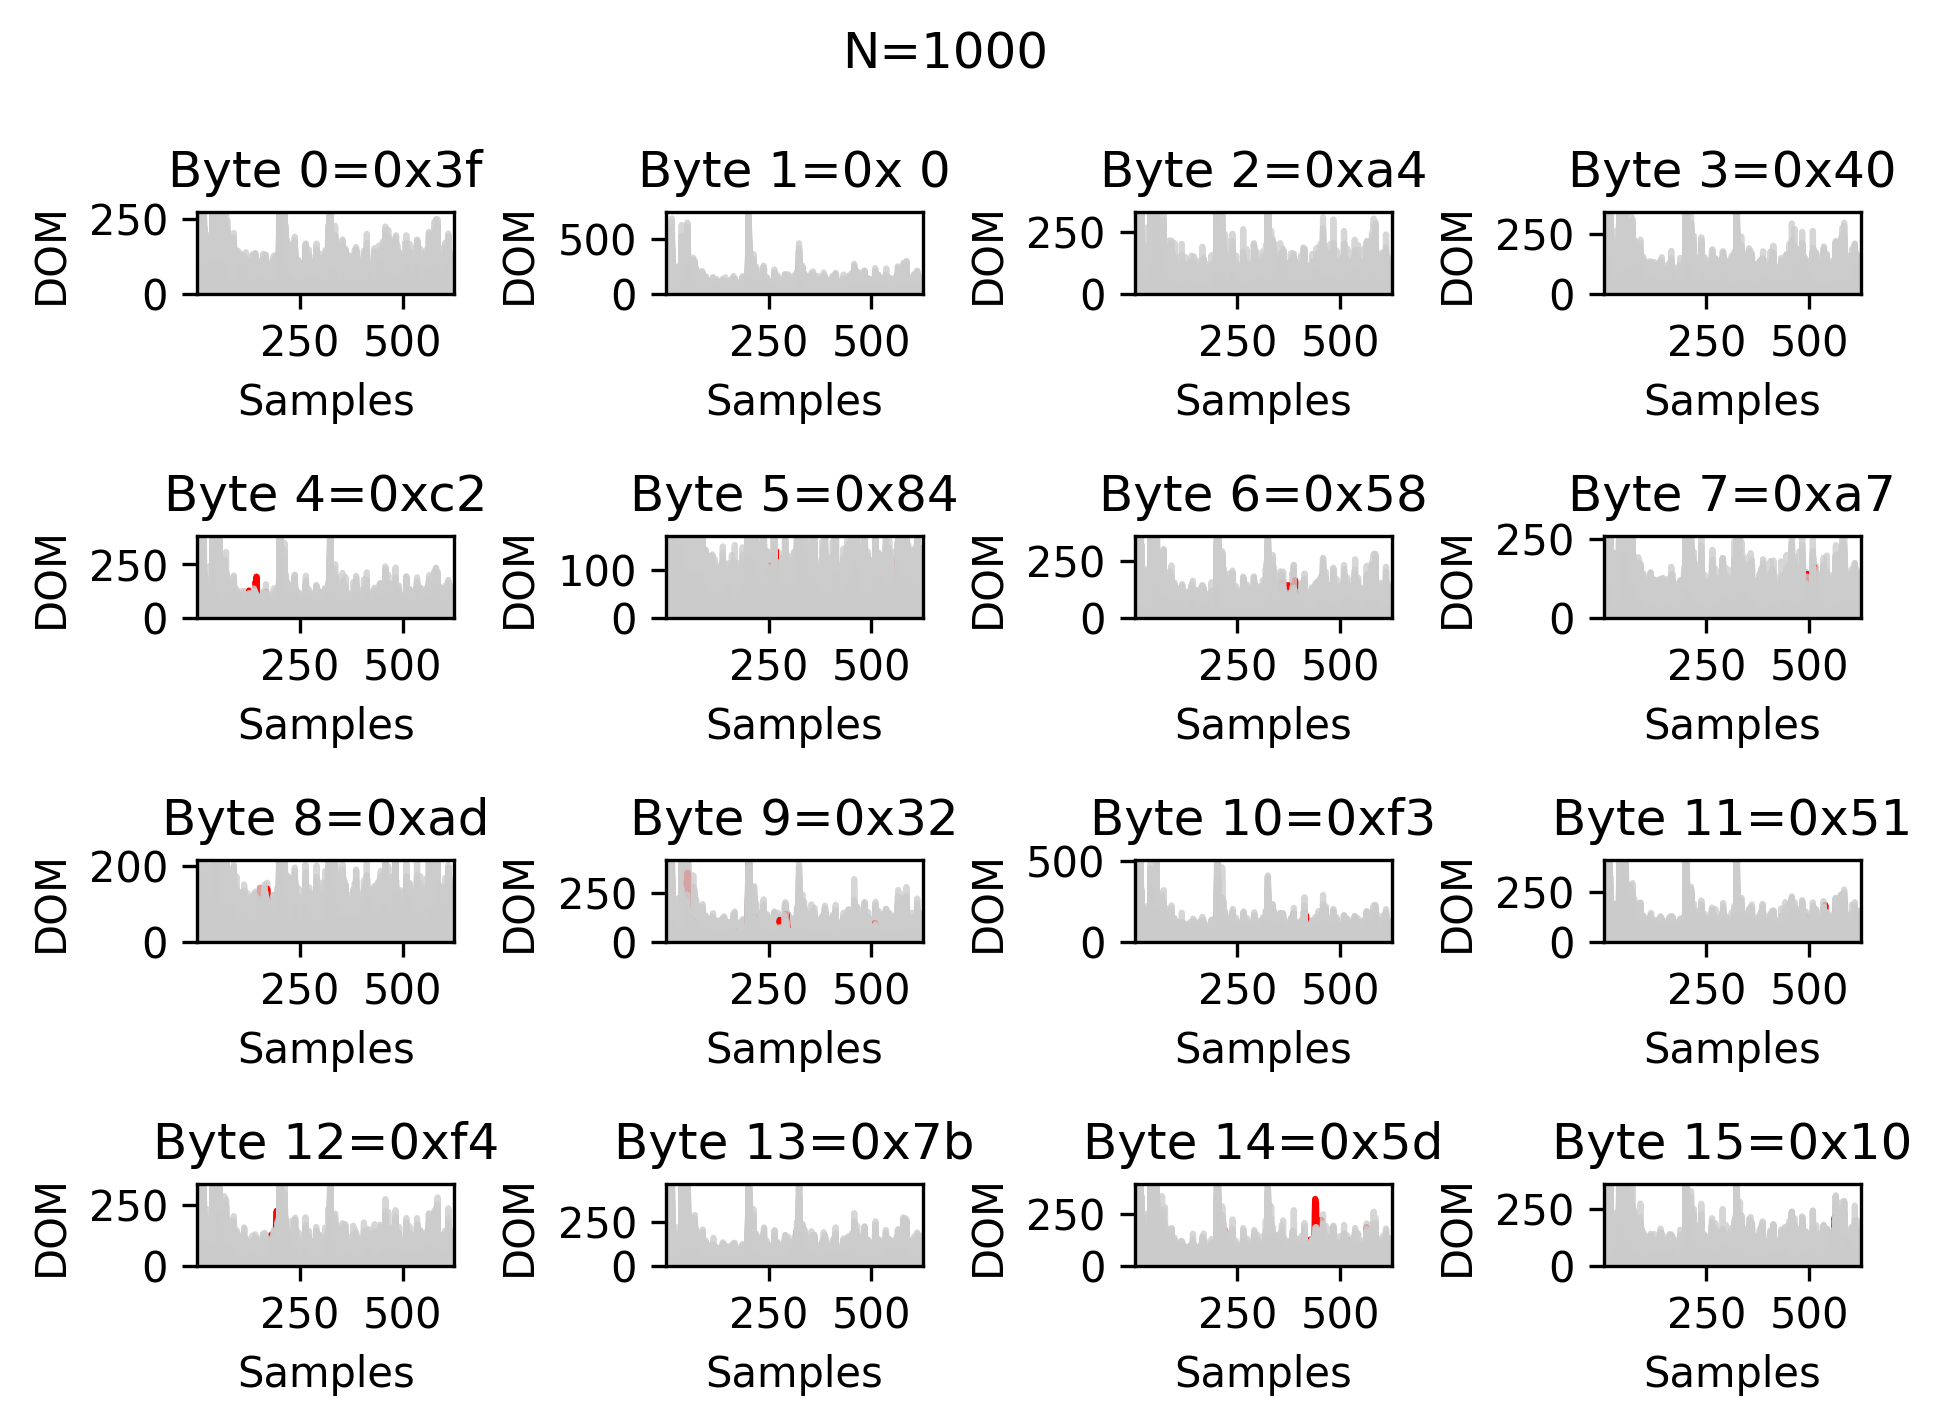 N=1000
Byte 0=0x3f
Byte 1=0x 0
Byte 2=0xa4
Byte 3=0x40
DOM
250
0
250
500
Samples
DOM
500
0
250
500
Samples
DOM
250
0
250
500
Samples
DOM
250
0
250
500
Samples
Byte 4=0xc2
Byte 5=0x84
Byte 6=0x58
Byte 7=0xa7
DOM
250
0
250
500
Samples
DOM
100
0
250
500
Samples
DOM
250
0
250
500
Samples
DOM
250
0
250
500
Samples
Byte 8=0xad
Byte 9=0x32
Byte 10=0xf3
Byte 11=0x51
DOM
200
0
250
500
Samples
DOM
250
0
250
500
Samples
DOM
500
0
250
500
Samples
DOM
250
0
250
500
Samples
Byte 12=0xf4
Byte 13=0x7b
Byte 14=0x5d
Byte 15=0x10
DOM
250
0
250
500
Samples
DOM
250
0
250
500
Samples
DOM
250
0
250
500
Samples
DOM
250
0
250
500
Samples